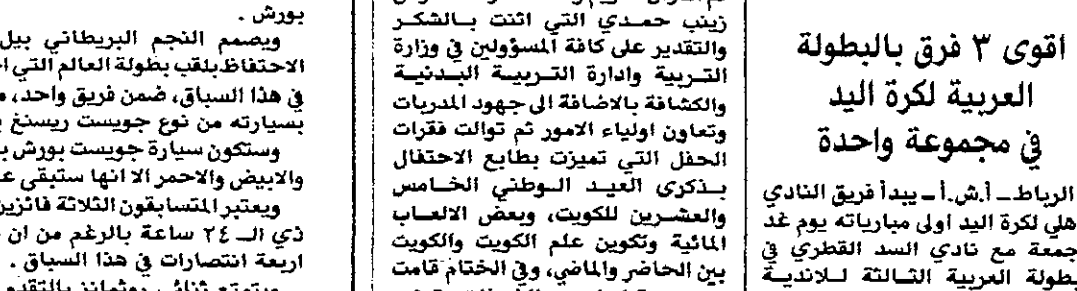 اقوى ٣ فرق بالبطولة
العربية لكرة اليد
في مجموعة واحدة
الرباط ـ أ.ش.أ ـ يبدأ فريق النادي
هلي لكرة اليد اولى مبارياته يوم غد
جمعة مع نادي السد القطري في
بطولة العربية الثالثة للاندية
زينب حمدي التي اثنت بالشكر
والتقدير على كافة المسؤولين في وزارة
التربية وادارة التربية البدنية
والكشافة بالاضافة الى جهود المدربات
وتعاون اولياء الامور ثم توالت فقرات
الحفل التي تميزت بطابع الاحتفال
بذكرى العيد الوطني الخامس
والعشرين للكويت، وبعض الالعاب
المائية وتكوين علم الكويت والكويت
بين الحاضر والماضي، وفي الختام قامت
بورش .
ويصمم النجم البريطاني بيل
الاحتفاظ بلقب بطولة العالم التي
في هذا السباق، ضمن فريق واحد،
بسيارته من نوع جويست ريسنغ
وستكون سيارة جويست بورش
والابيض والاحمر الا انها ستبقى
ويعتبر المتسابقون الثلاثة فائزين
ذي الـ ٢٤ ساعة بالرغم من ان
اربعة انتصارات في هذا السباق .